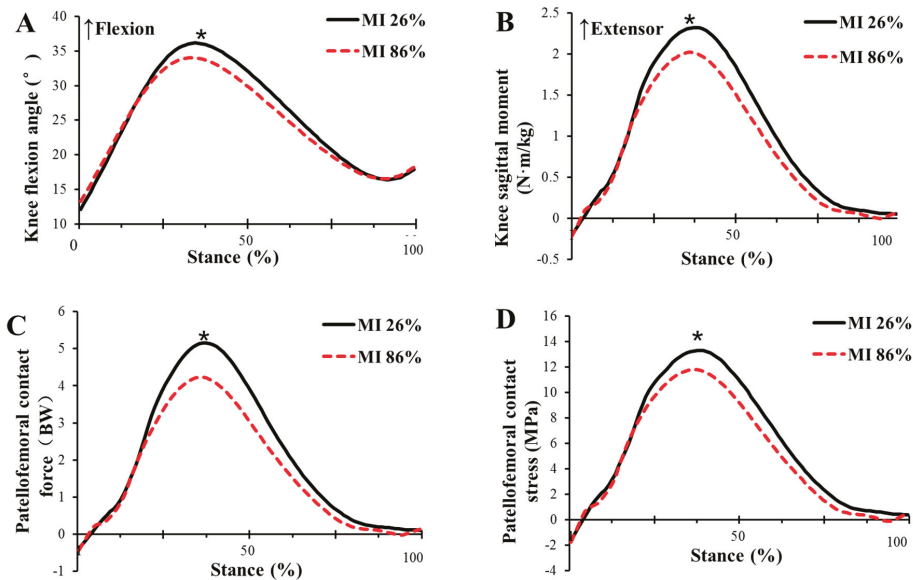 A
↑Flexion
*
MI 26%
MI 86%
Knee flexion angle (°)
40
35
30
25
20
15
10
0
50
100
Stance (%)
B
↑Extensor
*
MI 26%
MI 86%
Knee sagittal moment
(N·m/kg)
2.5
2
1.5
1
0.5
0
-0.5
50
100
Stance (%)
C
*
MI 26%
MI 86%
Patellofemoral contact
force (BW)
6
5
4
3
2
1
0
-1
50
100
Stance (%)
D
*
MI 26%
MI 86%
Patellofemoral contact
stress (MPa)
16
14
12
10
8
6
4
2
0
-2
-4
50
100
Stance (%)